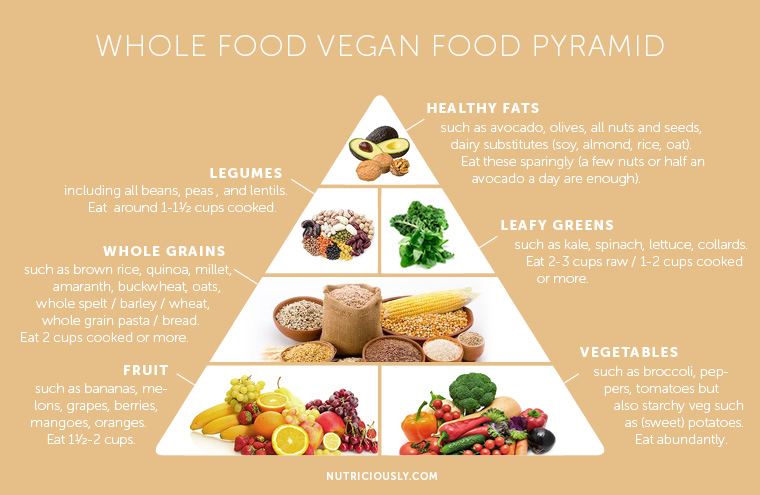 WHOLE FOOD VEGAN FOOD PYRAMID
HEALTHY FATS
such as avocado, olives, all nuts and seeds,
dairy substitutes (soy, almond, rice, oat).
Eat these sparingly (a few nuts or half an
avocado a day are enough).
LEGUMES
including all beans, peas , and lentils.
Eat around 1-1½ cups cooked.
LEAFY GREENS
such as kale, spinach, lettuce, collards.
Eat 2-3 cups raw / 1-2 cups cooked
or more.
WHOLE GRAINS
such as brown rice, quinoa, millet,
amaranth, buckwheat, oats,
whole spelt / barley / wheat,
whole grain pasta / bread.
Eat 2 cups cooked or more.
FRUIT
such as bananas, me-
lons, grapes, berries,
mangoes, oranges.
Eat 1½-2 cups.
VEGETABLES
such as broccoli, pep-
pers, tomatoes but
also starchy veg such
as (sweet) potatoes.
Eat abundantly.
NUTRICIOUSLY.COM